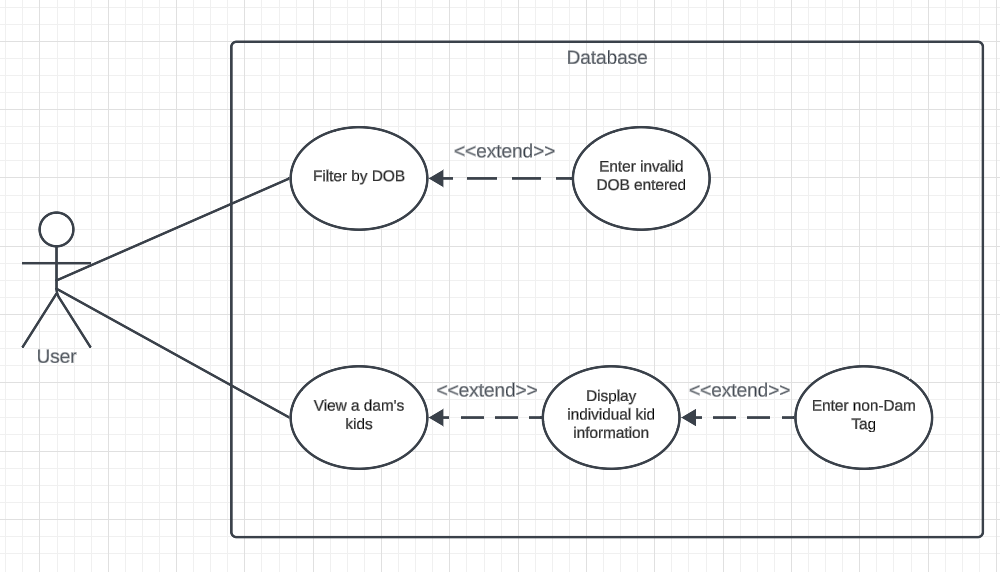 Database
<<extend>>
Filter by DOB
Enter invalid
DOB entered
User
<<extend>>
<<extend>>
View a dam's
kids
Display
individual kid
information
Enter non-Dam
Tag